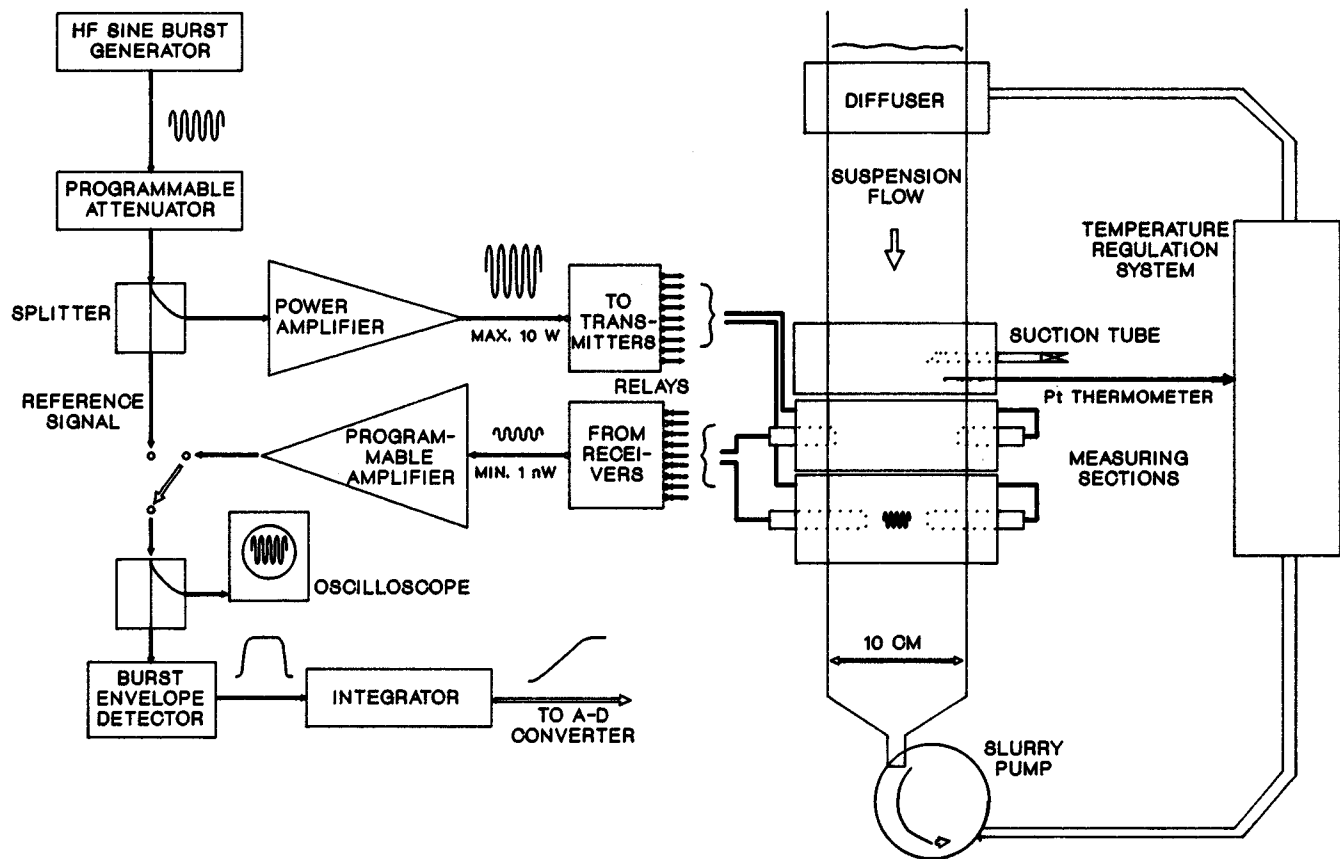 HF SINE BURST
GENERATOR
PROGRAMMABLE
ATTENUATOR
SPLITTER
POWER
AMPLIFIER
MAX. 10 W
TO
TRANS-
MITTERS
RELAYS
REFERENCE
SIGNAL
PROGRAM-
MABLE
AMPLIFIER
MIN. 1 nW
FROM
RECEI-
VERS
OSCILLOSCOPE
BURST
ENVELOPE
DETECTOR
INTEGRATOR
TO A-D
CONVERTER
DIFFUSER
SUSPENSION
FLOW
TEMPERATURE
REGULATION
SYSTEM
SUCTION TUBE
Pt THERMOMETER
MEASURING
SECTIONS
10 CM
SLURRY
PUMP